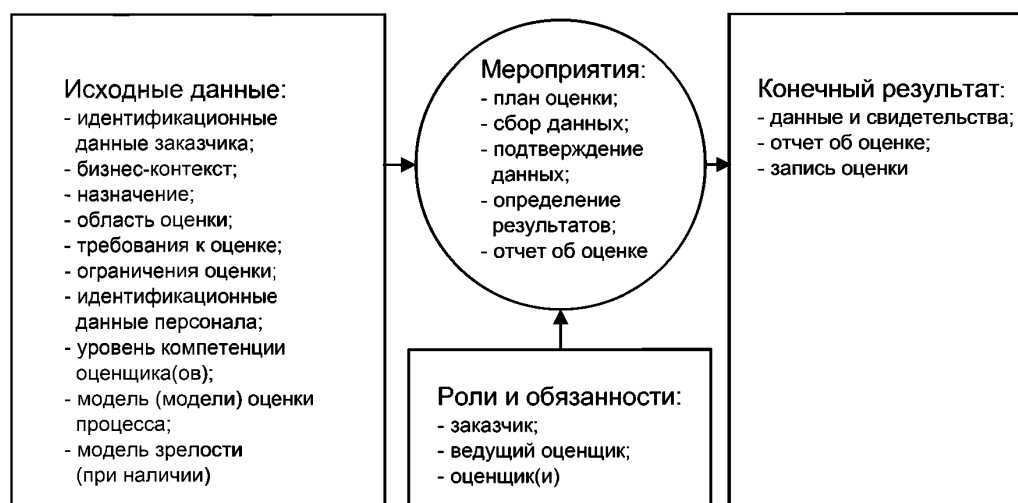 Исходные данные:
- идентификационные
данные заказчика;
- бизнес-контекст;
- назначение;
- область оценки;
- требования к оценке;
- ограничения оценки;
- идентификационные
данные персонала;
- уровень компетенции
оценщика(ов);
- модель (модели) оценки
процесса;
- модель зрелости
(при наличии)
Мероприятия:
- план оценки;
- сбор данных;
- подтверждение
данных;
- определение
результатов;
- отчет об оценке
Роли и обязанности:
- заказчик;
- ведущий оценщик;
- оценщик(и)
Конечный результат:
- данные и свидетельства;
- отчет об оценке;
- запись оценки